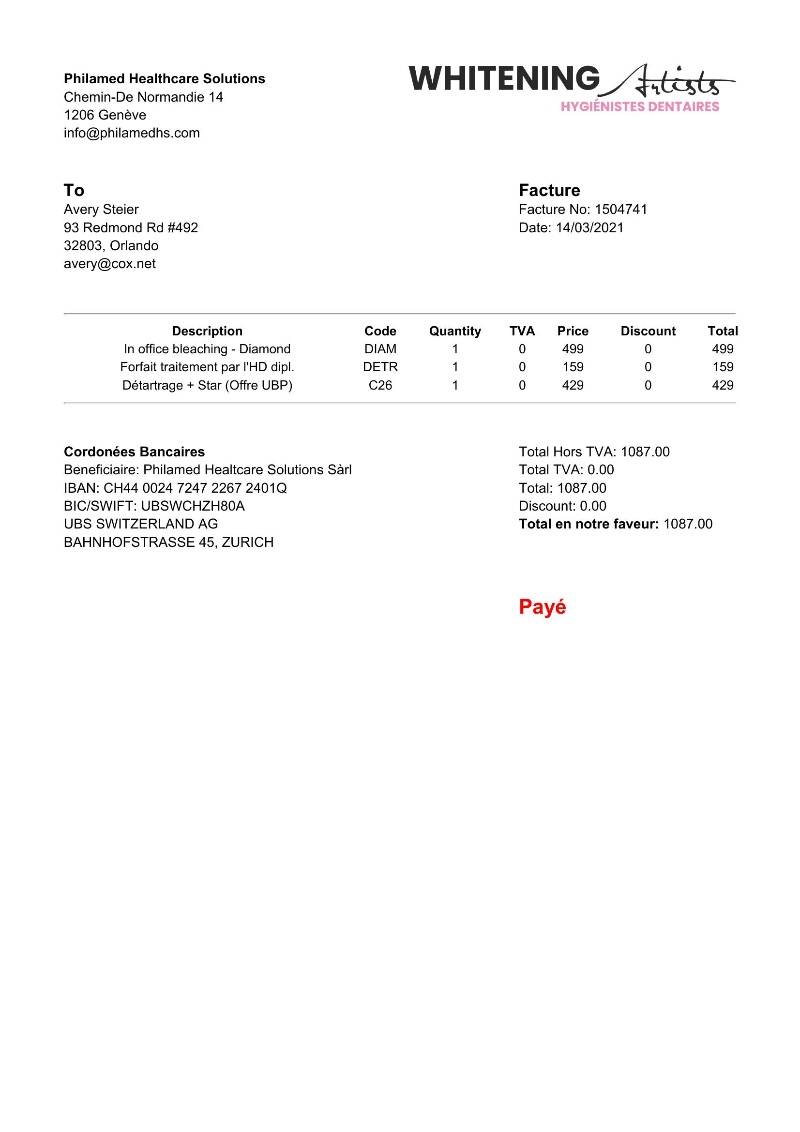 Philamed Healthcare Solutions
Chemin-De Normandie 14
1206 Genève
info@philamedhs.com
WHITENING Artists
HYGIÉNISTES DENTAIRES
To
Avery Steier
93 Redmond Rd #492
32803, Orlando
avery@cox.net
Facture
Facture No: 1504741
Date: 14/03/2021
Description Code Quantity TVA Price Discount Total
In office bleaching - Diamond DIAM 1 0 499 0 499
Forfait traitement par l'HD dipl. DETR 1 0 159 0 159
Détartrage + Star (Offre UBP) C26 1 0 429 0 429
Cordonées Bancaires
Beneficiaire: Philamed Healtcare Solutions Sàrl
IBAN: CH44 0024 7247 2267 2401Q
BIC/SWIFT: UBSWCHZH80A
UBS SWITZERLAND AG
BAHNHOFSTRASSE 45, ZURICH
Total Hors TVA: 1087.00
Total TVA: 0.00
Total: 1087.00
Discount: 0.00
Total en notre faveur: 1087.00
Payé